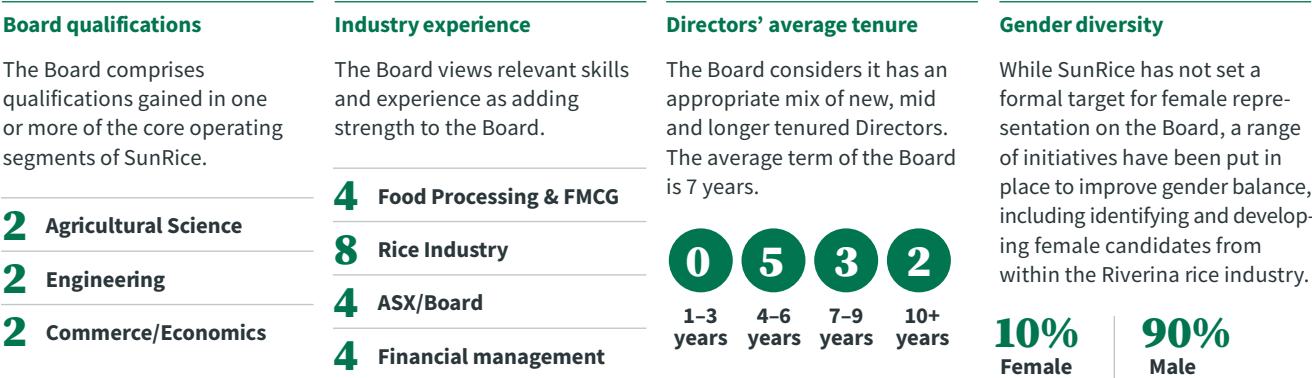 Board qualifications
The Board comprises
qualifications gained in one
or more of the core operating
segments of SunRice.
2 Agricultural Science
2 Engineering
2 Commerce/Economics
Industry experience
The Board views relevant skills
and experience as adding
strength to the Board.
4 Food Processing & FMCG
8 Rice Industry
4 ASX/Board
4 Financial management
Directors’ average tenure
The Board considers it has an
appropriate mix of new, mid
and longer tenured Directors.
The average term of the Board
is 7 years.
0 5 3 2
1–3 4–6 7–9 10+
years years years years
Gender diversity
While SunRice has not set a
formal target for female repre-
sentation on the Board, a range
of initiatives have been put in
place to improve gender balance,
including identifying and develop-
ing female candidates from
within the Riverina rice industry.
10% 90%
Female Male